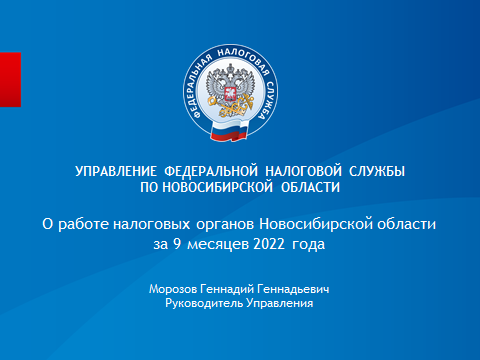 ФЕДЕРАЛЬНАЯ НАЛОГОВАЯ СЛУЖБА
УПРАВЛЕНИЕ ФЕДЕРАЛЬНОЙ НАЛОГОВОЙ СЛУЖБЫ
ПО НОВОСИБИРСКОЙ ОБЛАСТИ
О работе налоговых органов Новосибирской области
за 9 месяцев 2022 года
Морозов Геннадий Геннадьевич
Руководитель Управления